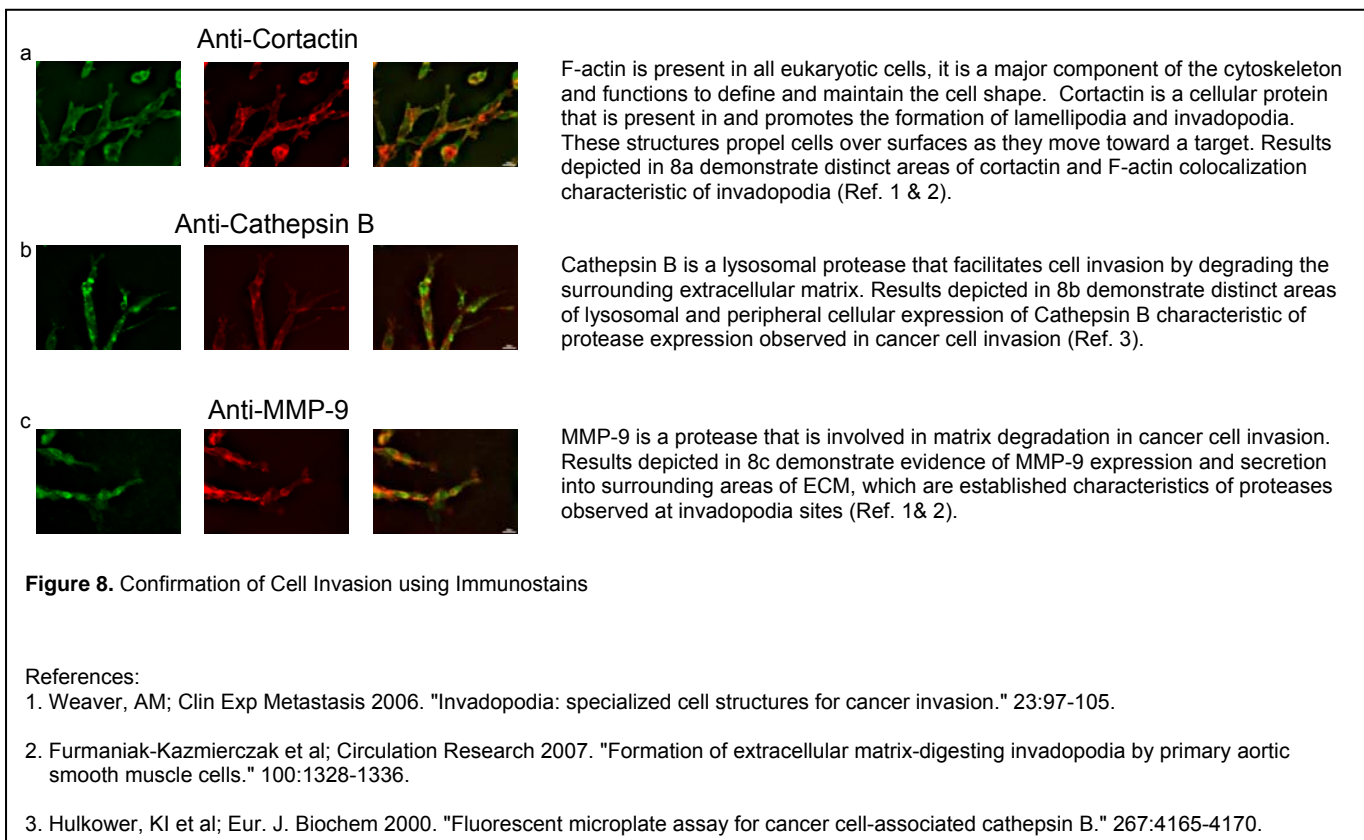 Anti-Cortactin
a
F-actin is present in all eukaryotic cells, it is a major component of the cytoskeleton
and functions to define and maintain the cell shape. Cortactin is a cellular protein
that is present in and promotes the formation of lamellipodia and invadopodia.
These structures propel cells over surfaces as they move toward a target. Results
depicted in 8a demonstrate distinct areas of cortactin and F-actin colocalization
characteristic of invadopodia (Ref. 1 & 2).
Anti-Cathepsin B
b
Cathepsin B is a lysosomal protease that facilitates cell invasion by degrading the
surrounding extracellular matrix. Results depicted in 8b demonstrate distinct areas
of lysosomal and peripheral cellular expression of Cathepsin B characteristic of
protease expression observed in cancer cell invasion (Ref. 3).
Anti-MMP-9
c
MMP-9 is a protease that is involved in matrix degradation in cancer cell invasion.
Results depicted in 8c demonstrate evidence of MMP-9 expression and secretion
into surrounding areas of ECM, which are established characteristics of proteases
observed at invadopodia sites (Ref. 1& 2).
Figure 8. Confirmation of Cell Invasion using Immunostains
References:
1. Weaver, AM; Clin Exp Metastasis 2006. "Invadopodia: specialized cell structures for cancer invasion." 23:97-105.
2. Furmaniak-Kazmierczak et al; Circulation Research 2007. "Formation of extracellular matrix-digesting invadopodia by primary aortic
smooth muscle cells." 100:1328-1336.
3. Hulkower, KI et al; Eur. J. Biochem 2000. "Fluorescent microplate assay for cancer cell-associated cathepsin B." 267:4165-4170.